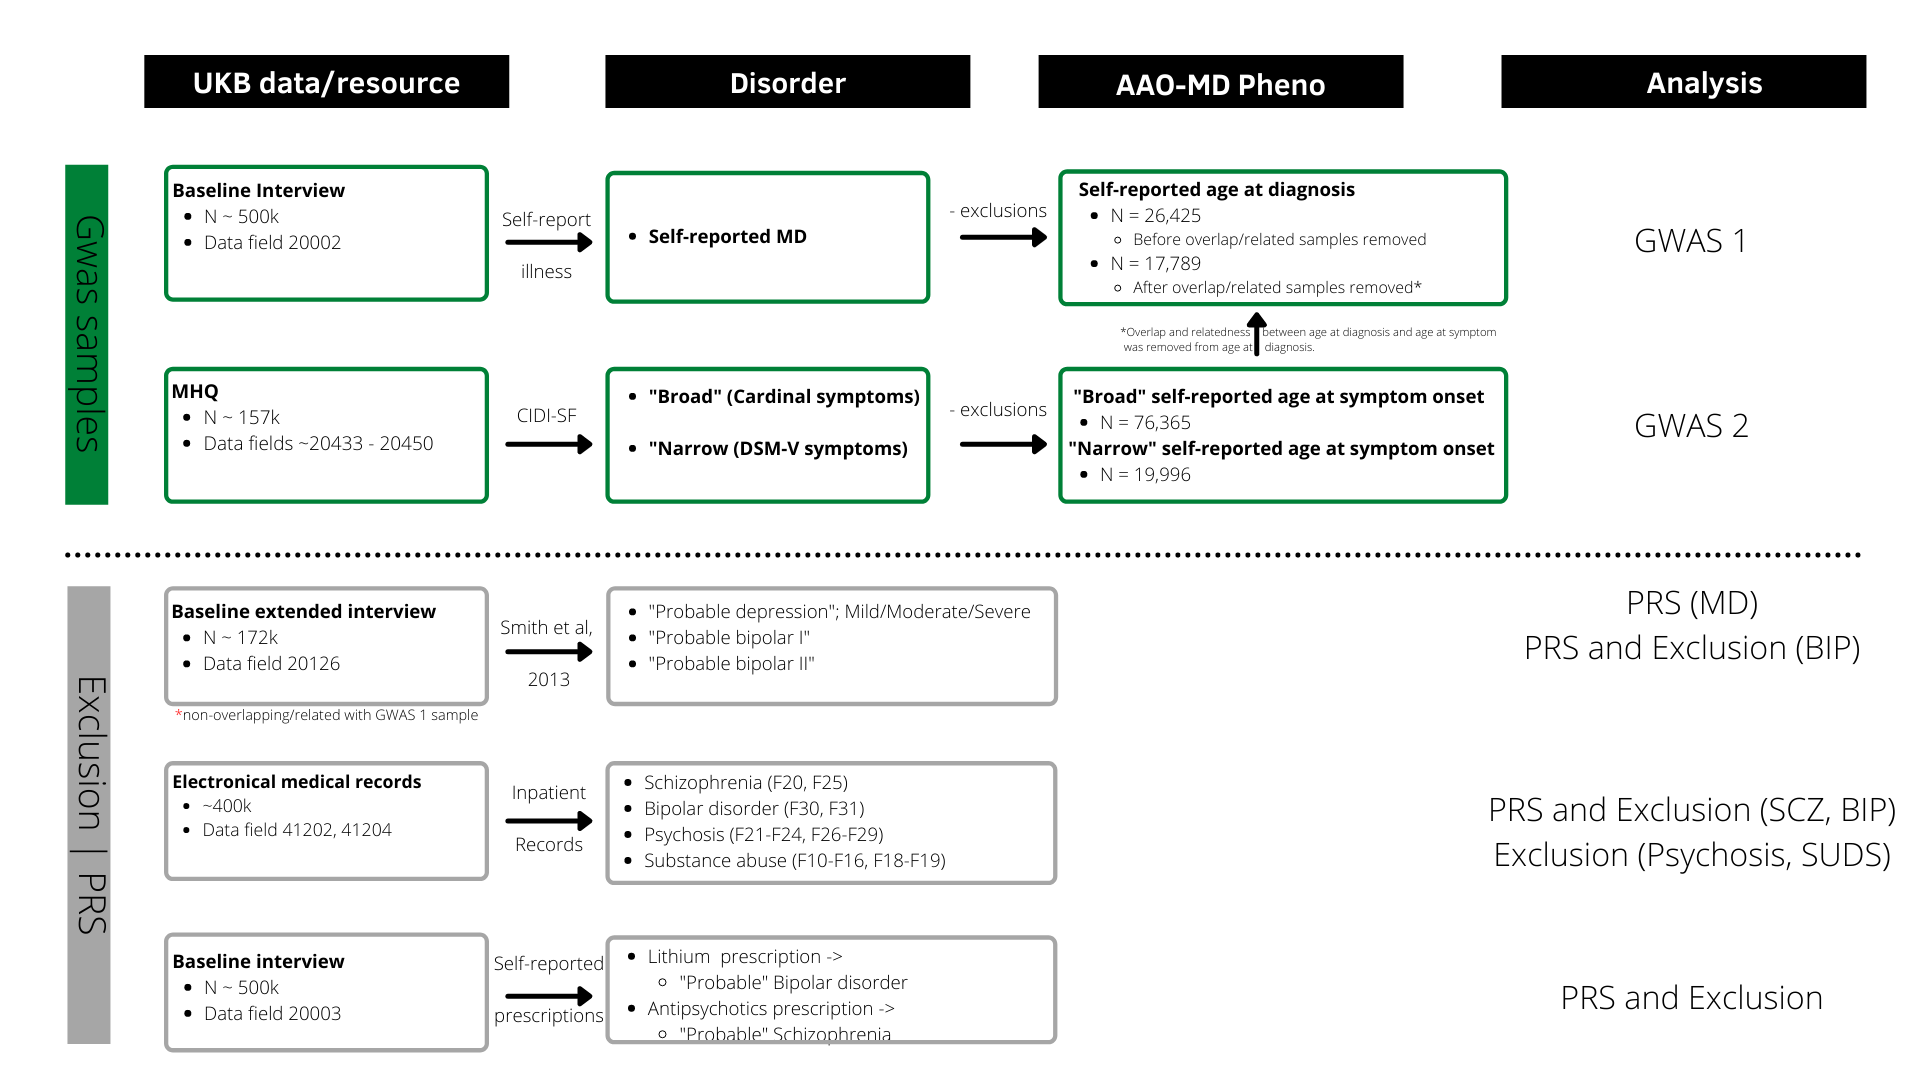 UKB data/resource
Disorder
AAO-MD Pheno
Analysis
Gwas samples
Baseline Interview
N ~ 500k
Data field 20002
Self-report
illness
Self-reported MD
- exclusions
Self-reported age at diagnosis
N = 26,425
Before overlap/related samples removed
N = 17,789
After overlap/related samples removed*
GWAS 1
*Overlap and relatedness between age at diagnosis and age at symptom
was removed from age at diagnosis.
MHQ
N ~ 157k
Data fields ~20433 - 20450
CIDI-SF
"Broad" (Cardinal symptoms)
"Narrow (DSM-V symptoms)
- exclusions
"Broad" self-reported age at symptom onset
N = 76,365
"Narrow" self-reported age at symptom onset
N = 19,996
GWAS 2
Exclusion | PRS
Baseline extended interview
N ~ 172k
Data field 20126
*non-overlapping/related with GWAS 1 sample
Smith et al,
2013
"Probable depression"; Mild/Moderate/Severe
"Probable bipolar I"
"Probable bipolar II"
PRS (MD)
PRS and Exclusion (BIP)
Electronical medical records
~400k
Data field 41202, 41204
Inpatient
Records
Schizophrenia (F20, F25)
Bipolar disorder (F30, F31)
Psychosis (F21-F24, F26-F29)
Substance abuse (F10-F16, F18-F19)
PRS and Exclusion (SCZ, BIP)
Exclusion (Psychosis, SUDS)
Baseline interview
N ~ 500k
Data field 20003
Self-reported
prescriptions
Lithium  prescription ->
"Probable" Bipolar disorder
Antipsychotics prescription ->
"Probable" Schizophrenia
PRS and Exclusion